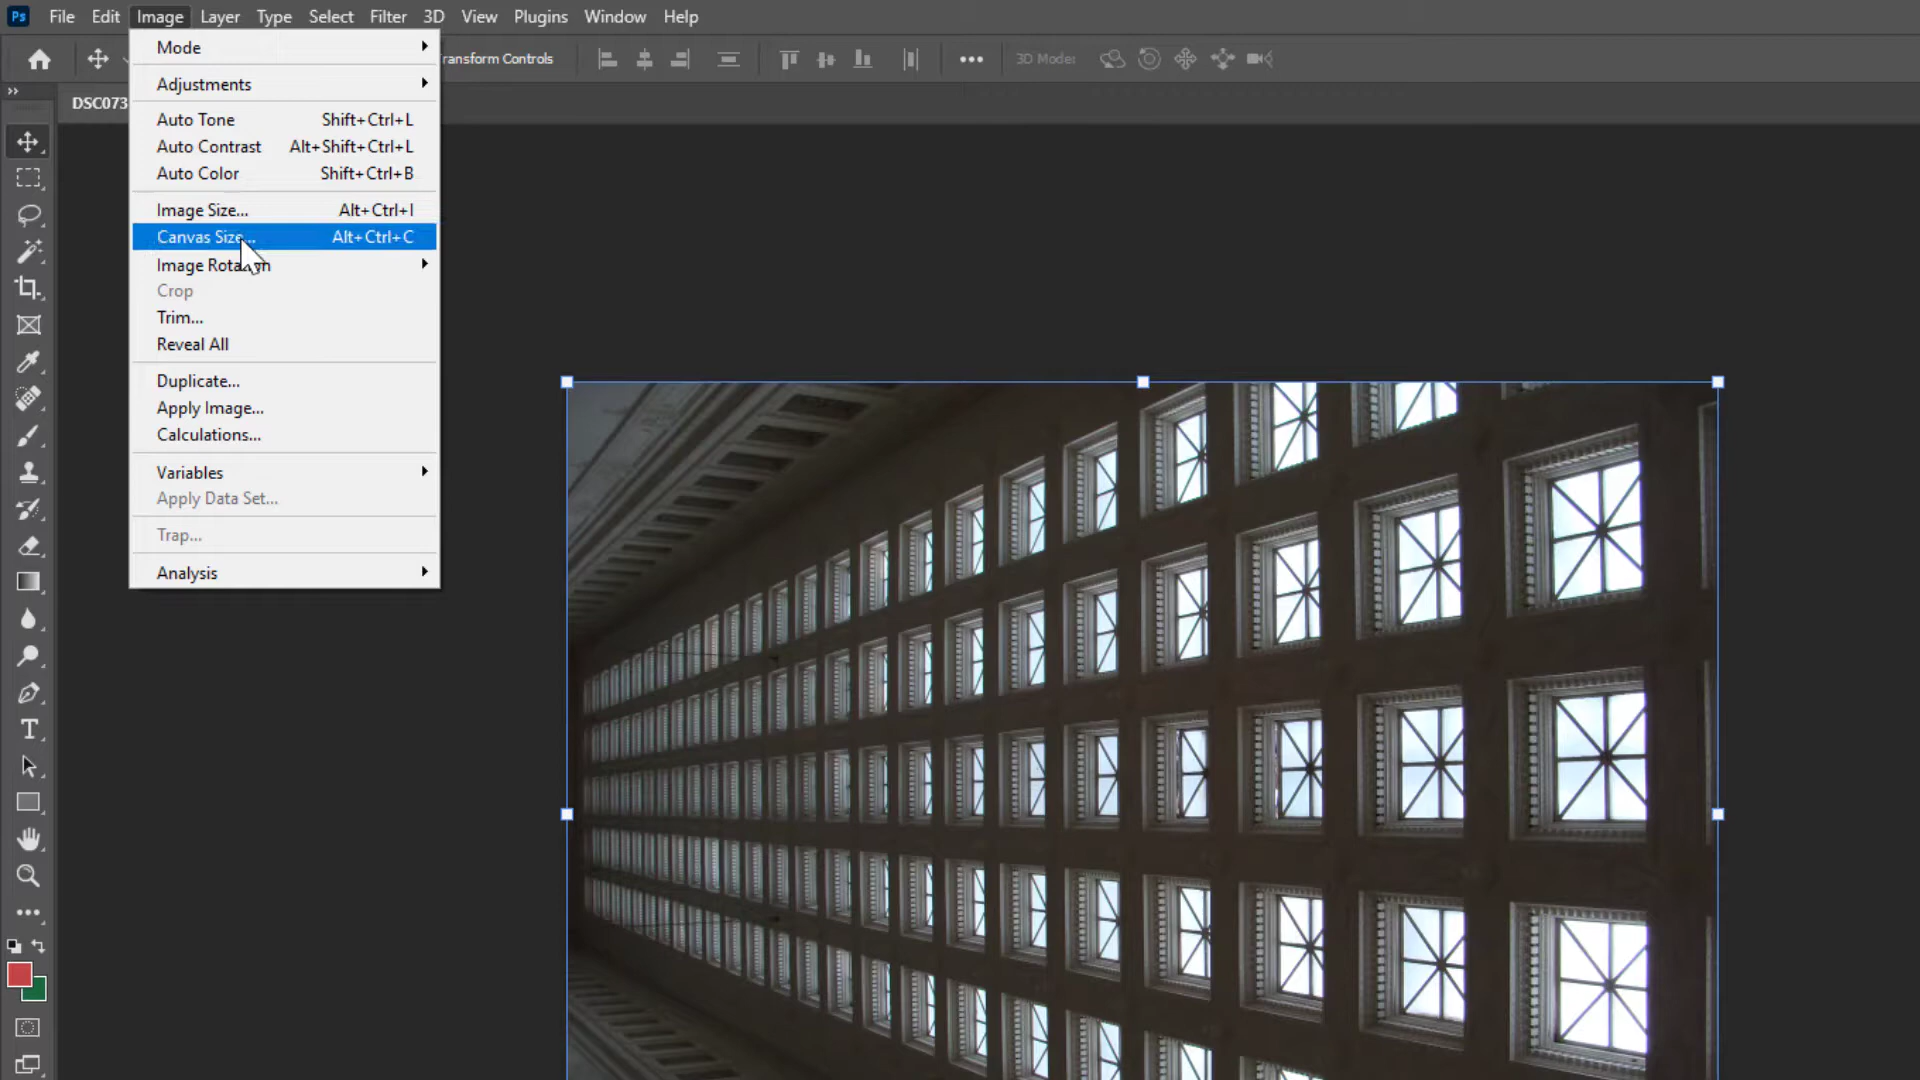 Ps File Edit Image Layer Type Select Filter 3D View Plugins Window Help
ransform Controls 3D Mode:
DSC073
Mode
Adjustments
Auto Tone Shift+Ctrl+L
Auto Contrast Alt+Shift+Ctrl+L
Auto Color Shift+Ctrl+B
Image Size... Alt+Ctrl+I
Canvas Size... Alt+Ctrl+C
Image Rotation
Crop
Trim...
Reveal All
Duplicate...
Apply Image...
Calculations...
Variables
Apply Data Set...
Trap...
Analysis